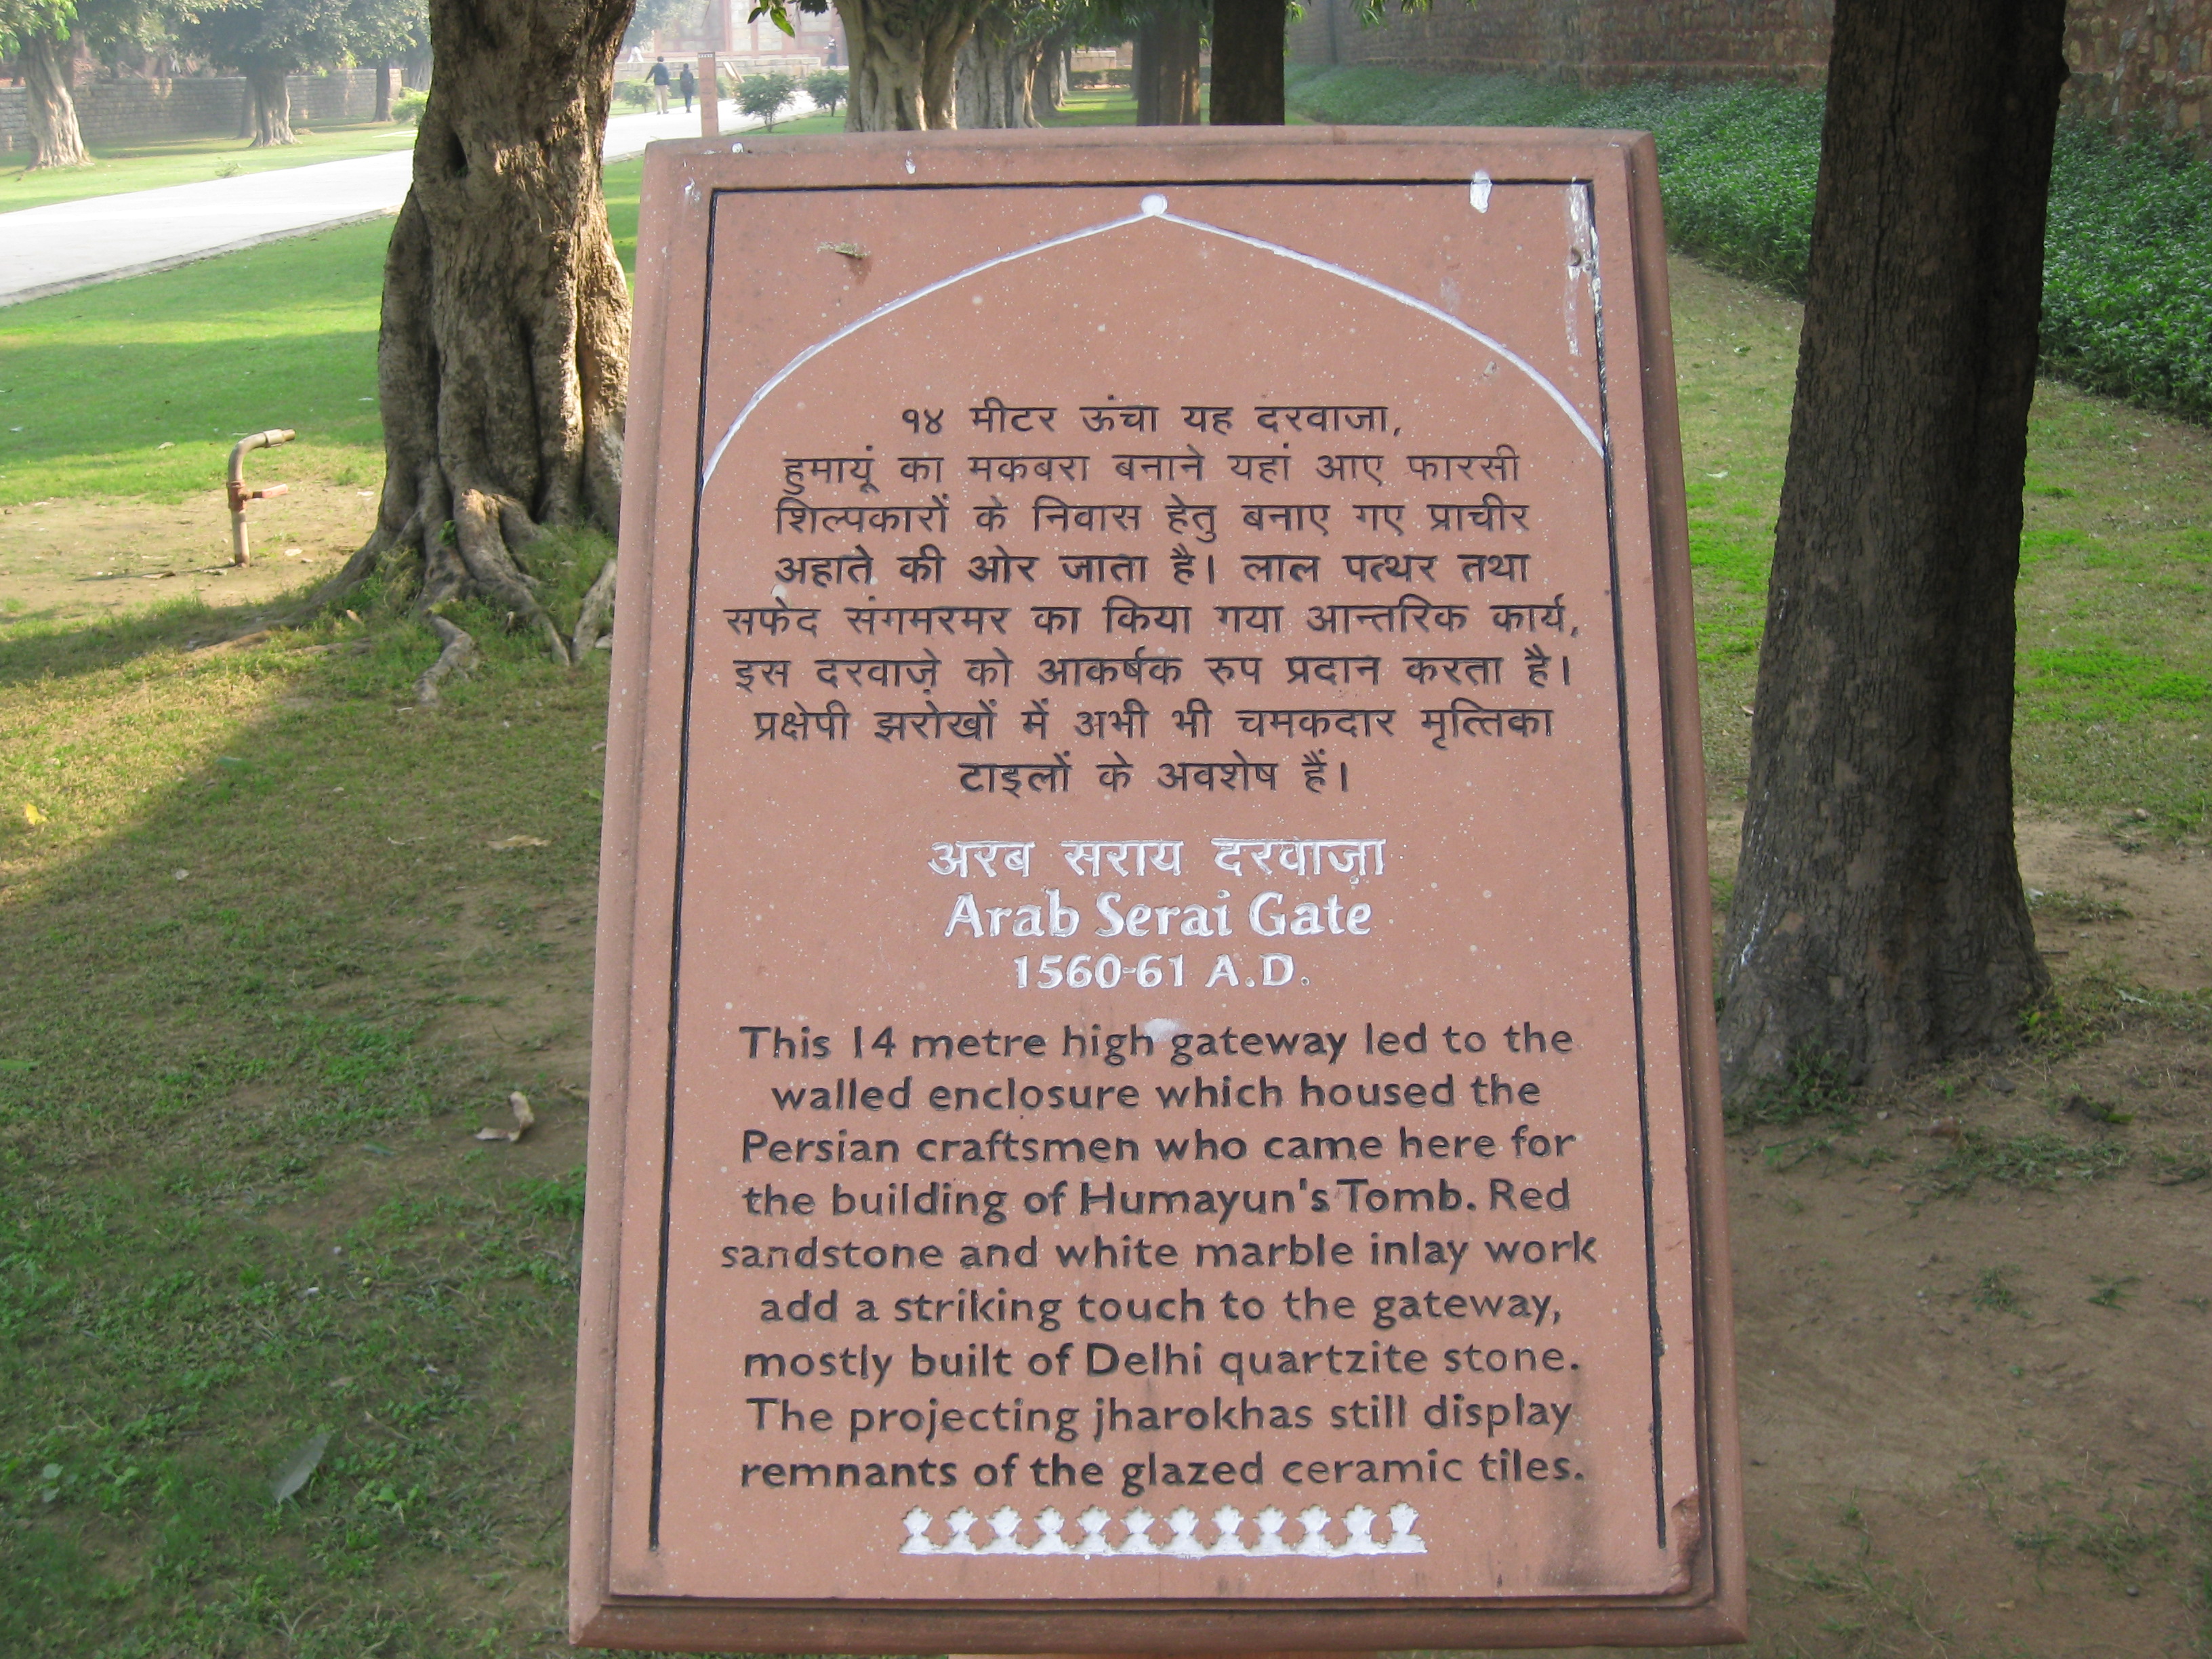 १४ मीटर ऊंचा यह दरवाजा,
हुमायूं का मकबरा बनाने यहां आए फारसी
शिल्पकारों के निवास हेतु बनाए गए प्राचीर
अहाते की ओर जाता है। लाल पत्थर तथा
सफेद संगमरमर का किया गया आन्तरिक कार्य,
इस दरवाज़े को आकर्षक रुप प्रदान करता है।
प्रक्षेपी झरोखों में अभी भी चमकदार मृत्तिका
टाइलों के अवशेष हैं।
अरब सराय दरवाज़ा
Arab Serai Gate
1560-61 A.D.
This 14 metre high gateway led to the
walled enclosure which housed the
Persian craftsmen who came here for
the building of Humayun's Tomb. Red
sandstone and white marble inlay work
add a striking touch to the gateway,
mostly built of Delhi quartzite stone.
The projecting jharokhas still display
remnants of the glazed ceramic tiles.